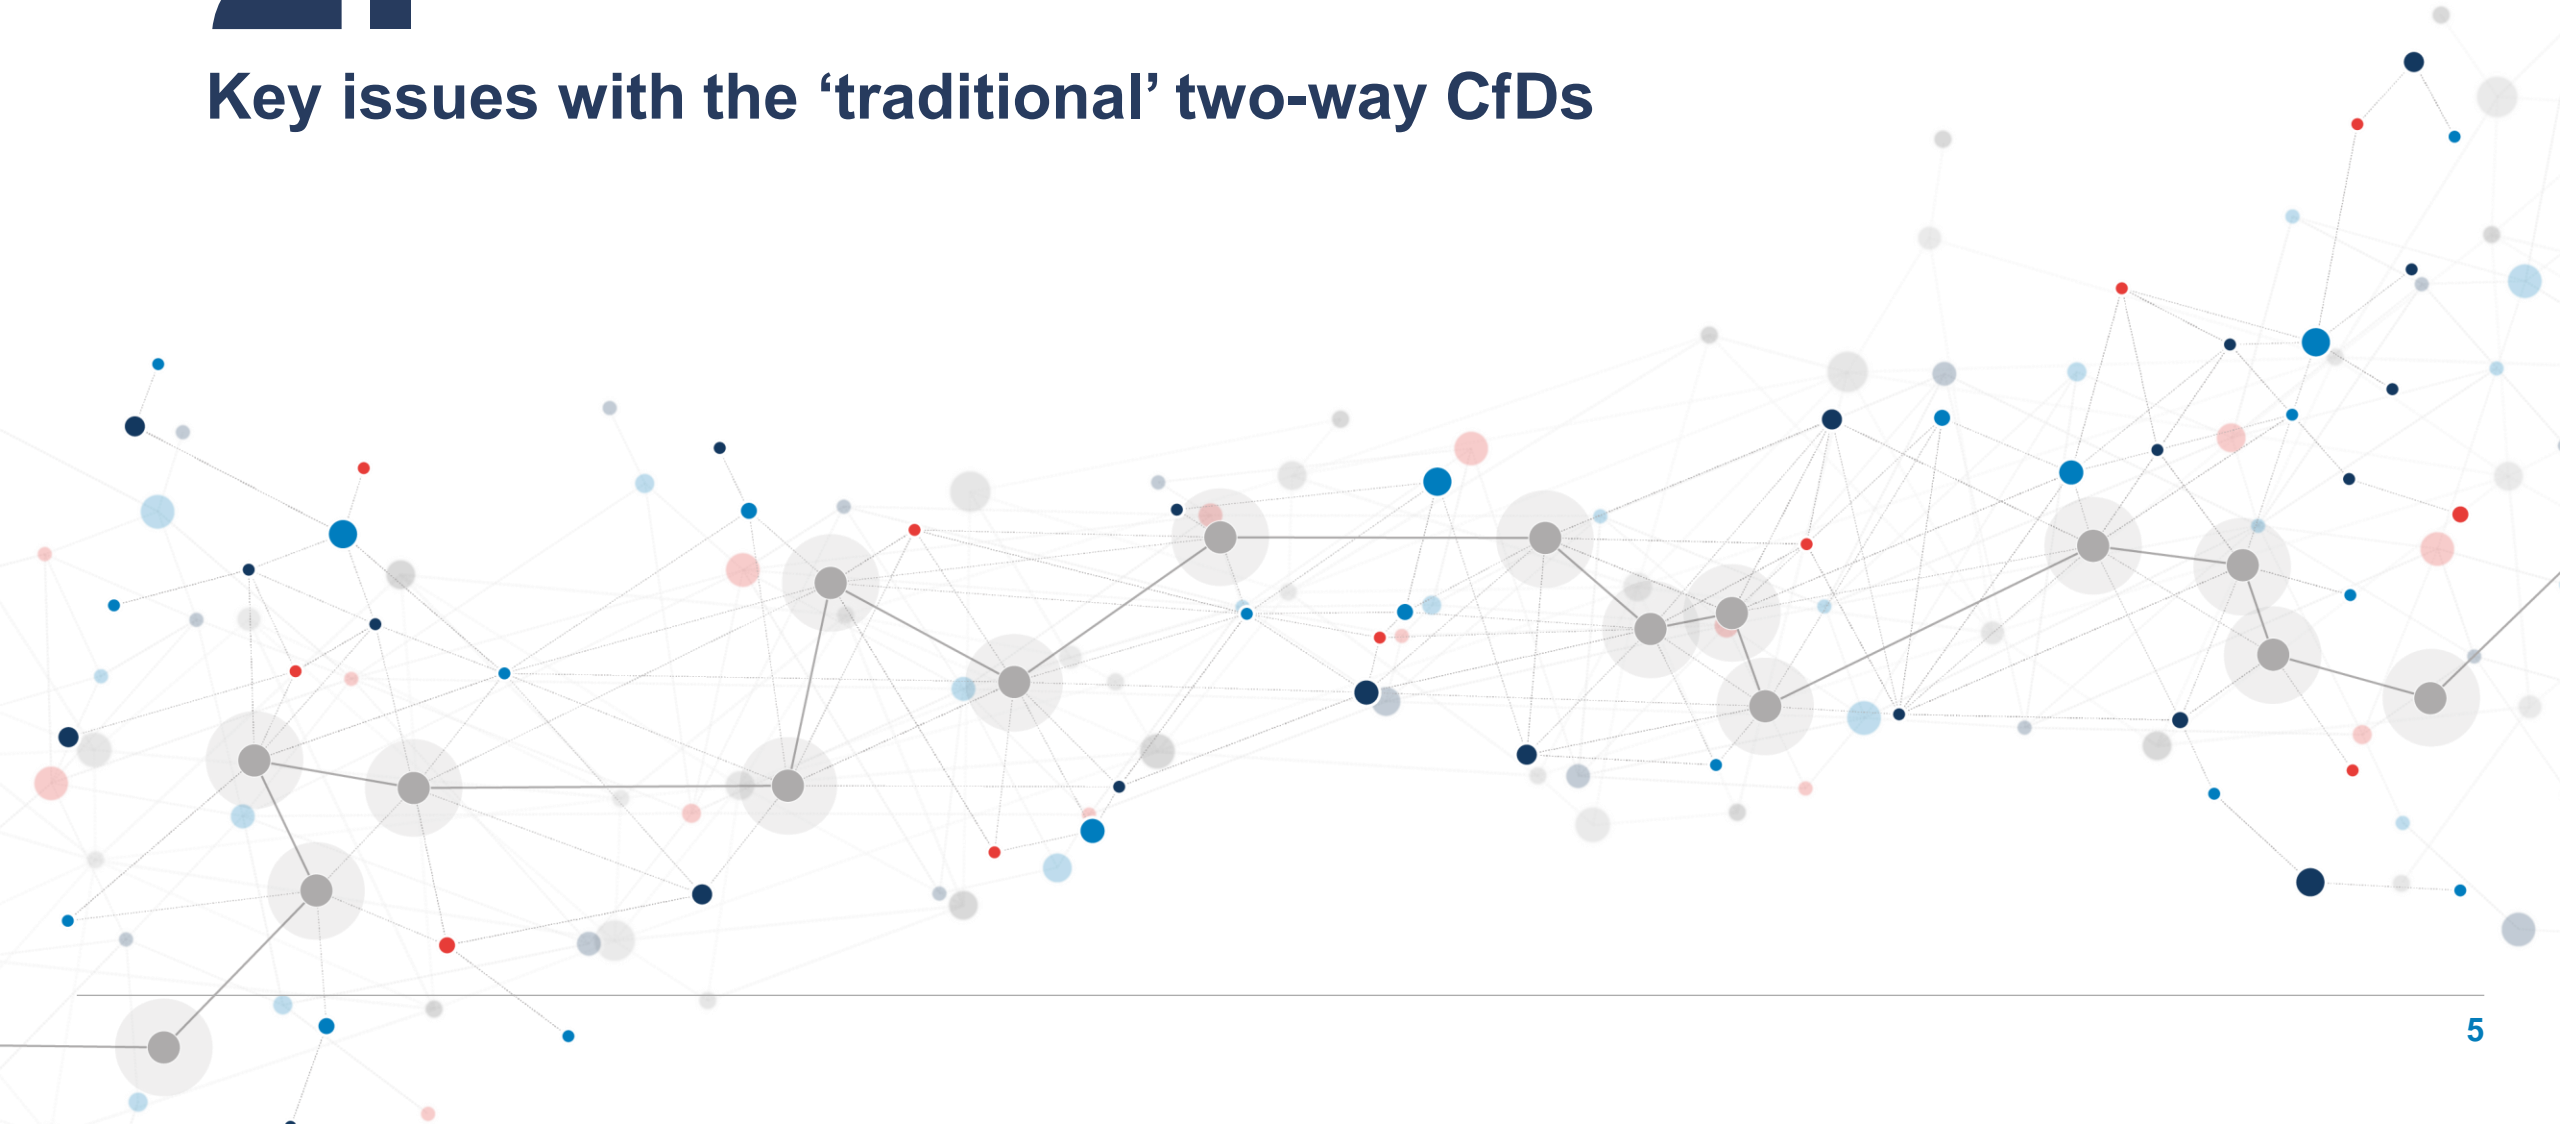 Key issues with the ‘traditional’ two-way CfDs
5